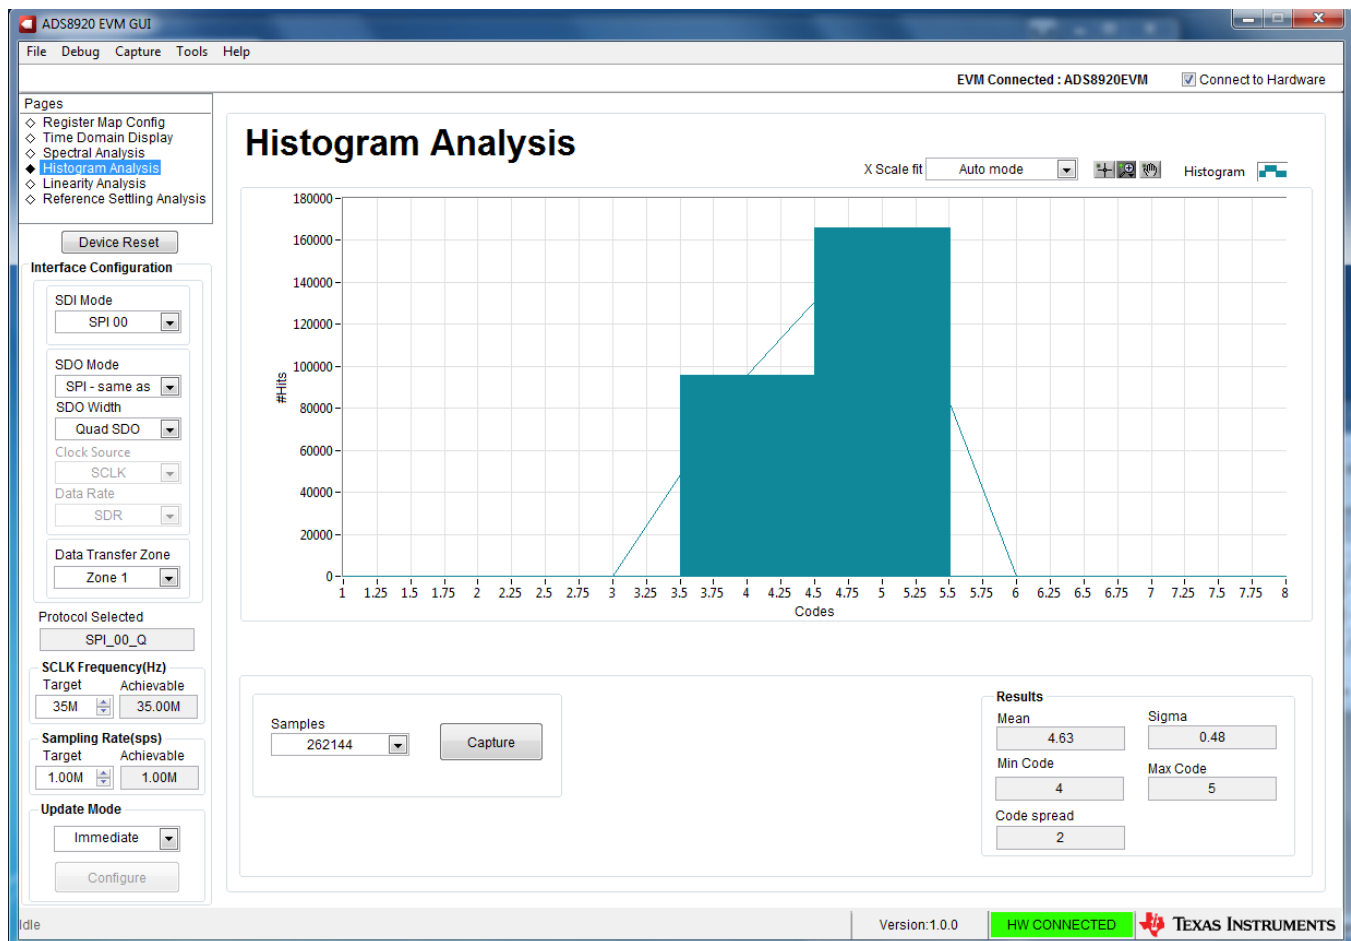 ADS8920 EVM GUI
File Debug Capture Tools Help
EVM Connected : ADS8920EVM Connect to Hardware
Pages
Register Map Config
Time Domain Display
Spectral Analysis
Histogram Analysis
Linearity Analysis
Reference Settling Analysis
Device Reset
Interface Configuration
SDI Mode
SPI 00
SDO Mode
SPI - same as
SDO Width
Quad SDO
Clock Source
SCLK
Data Rate
SDR
Data Transfer Zone
Zone 1
Protocol Selected
SPI_00_Q
SCLK Frequency(Hz)
Target Achievable
35M 35.00M
Sampling Rate(sps)
Target Achievable
1.00M 1.00M
Update Mode
Immediate
Configure
Histogram Analysis
X Scale fit Auto mode Histogram
180000
160000
140000
120000
100000
80000
60000
40000
20000
0
#Hits
1 1.25 1.5 1.75 2 2.25 2.5 2.75 3 3.25 3.5 3.75 4 4.25 4.5 4.75 5 5.25 5.5 5.75 6 6.25 6.5 6.75 7 7.25 7.5 7.75 8
Codes
Samples
262144
Capture
Results
Mean Sigma
4.63 0.48
Min Code Max Code
4 5
Code spread
2
Idle Version:1.0.0 HW CONNECTED TEXAS INSTRUMENTS